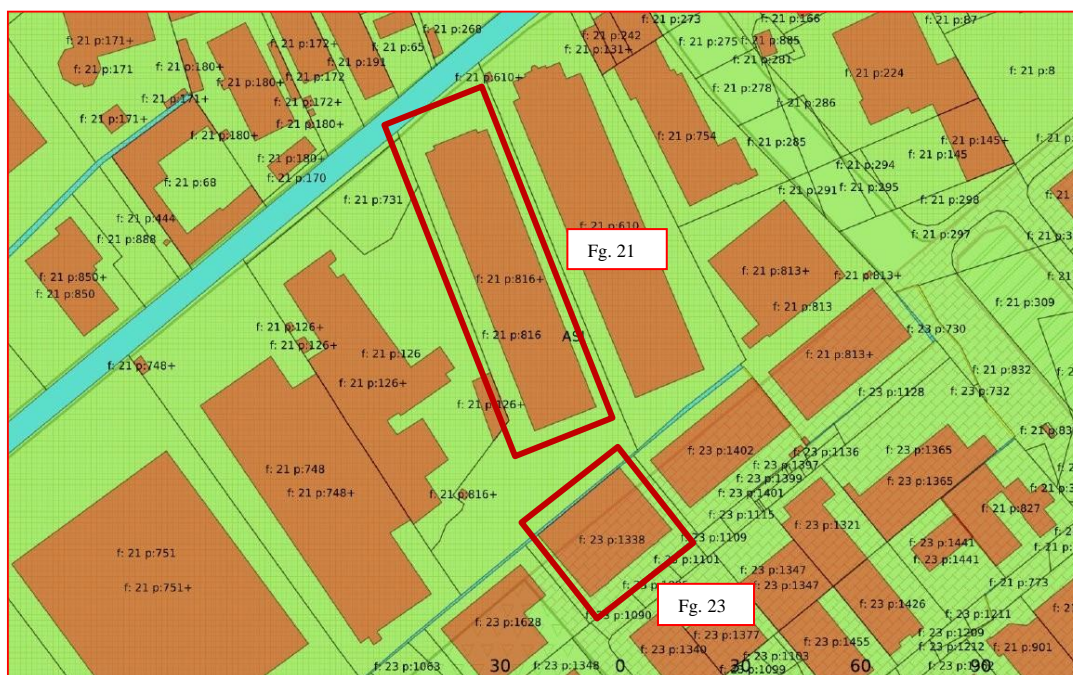 f: 21 p:273
f: 21 p:166
f: 21 p:87
f: 21 p:268
f: 21 p:171+
f: 21 p:172+
f: 21 p:65
f: 21 p:242
f: 21 p:131+
f: 21 p:275
f: 21 p:885
f: 21 p:281
f: 21 p:180+
f: 21 p:191
f: 21 p:171
f: 21 p:172
f: 21 p:610+
f: 21 p:224
f: 21 p:8
f: 21 p:180+
f: 21 p:278
f: 21 p:171+
f: 21 p:172+
f: 21 p:286
f: 21 p:171+
f: 21 p:180+
f: 21 p:180+
f: 21 p:754
f: 21 p:285
f: 21 p:145+
f: 21 p:145
f: 21 p:180+
f: 21 p:294
f: 21 p:170
f: 21 p:68
f: 21 p:291
f: 21 p:295
f: 21 p:731
f: 21 p:298
f: 21 p:444
f: 21 p:610
f: 21 p:297
f: 21 p:888
Fg. 21
f: 21 p:850+
f: 21 p:816+
f: 21 p:813+
f: 21 p:813+
f: 21 p:850
f: 21 p:309
f: 21 p:813
f: 21 p:126+
f: 21 p:816
ASI
f: 23 p:730
f: 21 p:126+
f: 21 p:126
f: 21 p:813+
f: 21 p:748+
f: 21 p:832
f: 21 p:126+
f: 23 p:1128
f: 23 p:732
f: 21 p:126+
f: 23 p:1402
f: 23 p:1136
f: 23 p:1365
f: 21 p:748
f: 23 p:1397
f: 23 p:1399
f: 23 p:1365
f: 21 p:748+
f: 21 p:816+
f: 23 p:1401
f: 21 p:827
f: 23 p:1115
f: 23 p:1321
f: 23 p:1338
f: 23 p:1109
f: 23 p:1441
f: 21 p:751
f: 23 p:1101
f: 23 p:1441
f: 23 p:1347
f: 21 p:751+
f: 23 p:1347
f: 21 p:773
Fg. 23
f: 23 p:1426
f: 23 p:1090
f: 23 p:1211
f: 23 p:1628
f: 23 p:1377
f: 23 p:1209
f: 23 p:1455
f: 23 p:1212
f: 21 p:901
f: 23 p:1340
f: 23 p:1103
f: 23 p:1063
f: 23 p:1348
f: 23 p:1099
30 0 30 60 90